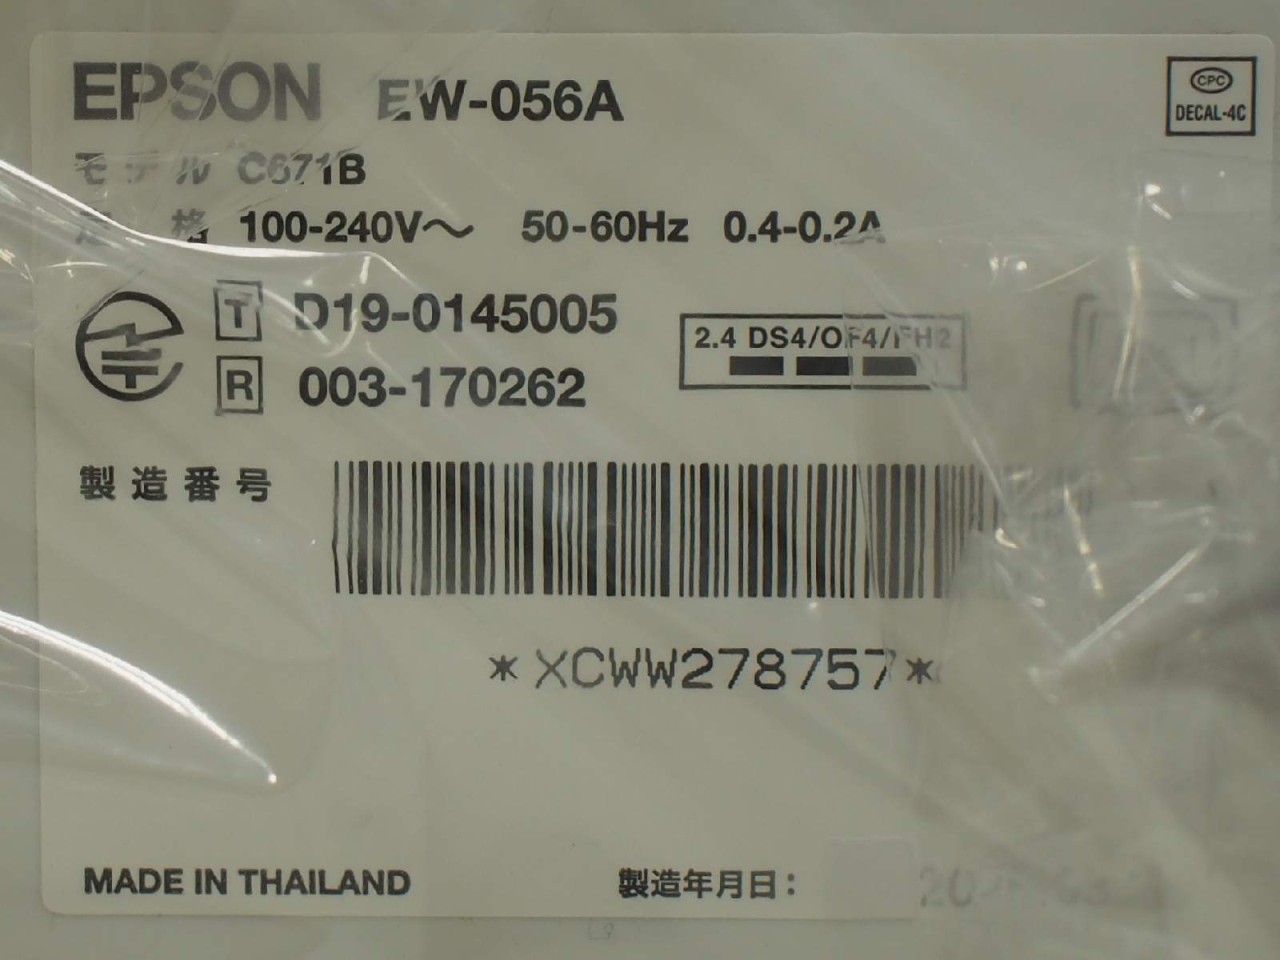 EPSON EW-056A
CPC
DECAL-4C
モデル C671B
定格 100-240V～ 50-60Hz 0.4-0.2A
T D19-0145005
R 003-170262
2.4 DS4/OF4/FH2
製造番号
*XCWW278757*
MADE IN THAILAND
製造年月日：